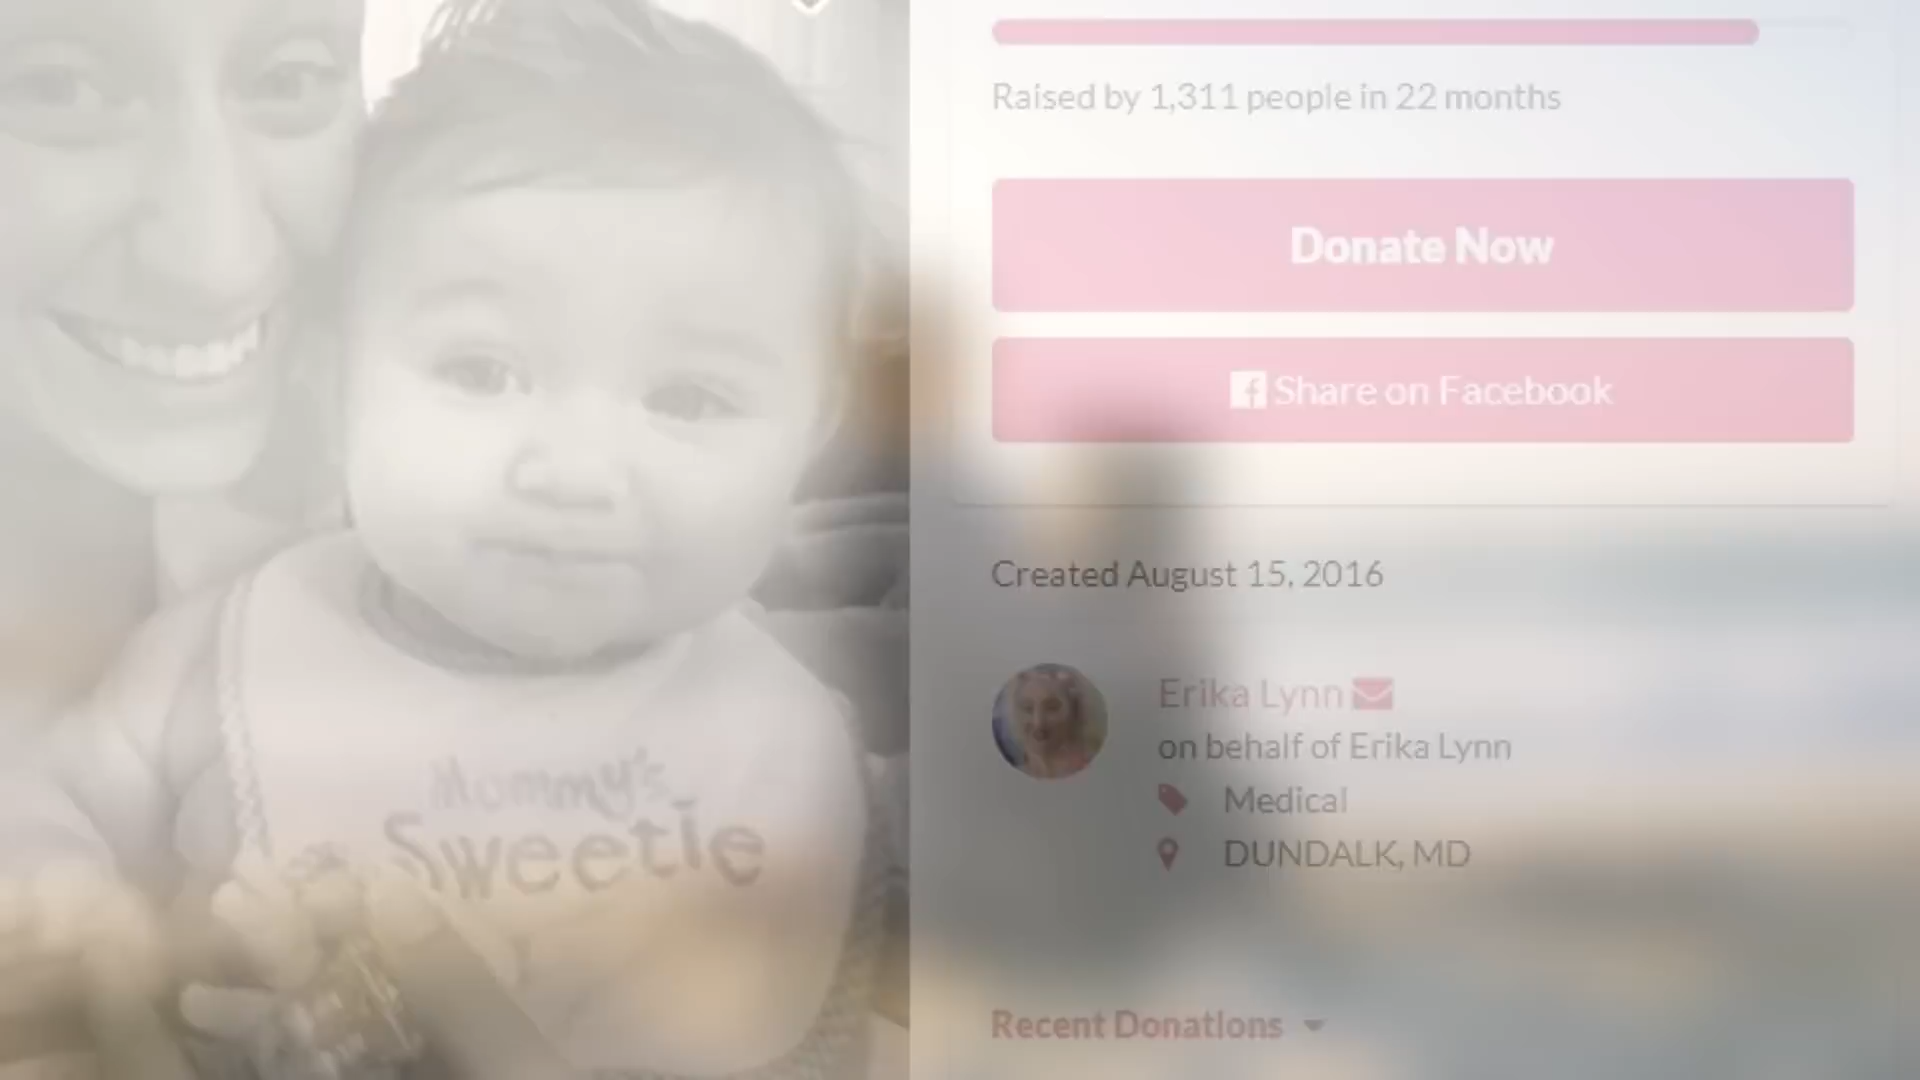 Mommy's
Sweetie
Raised by 1,311 people in 22 months
Donate Now
Share on Facebook
Created August 15, 2016
Erika Lynn
on behalf of Erika Lynn
Medical
DUNDALK, MD
Recent Donations